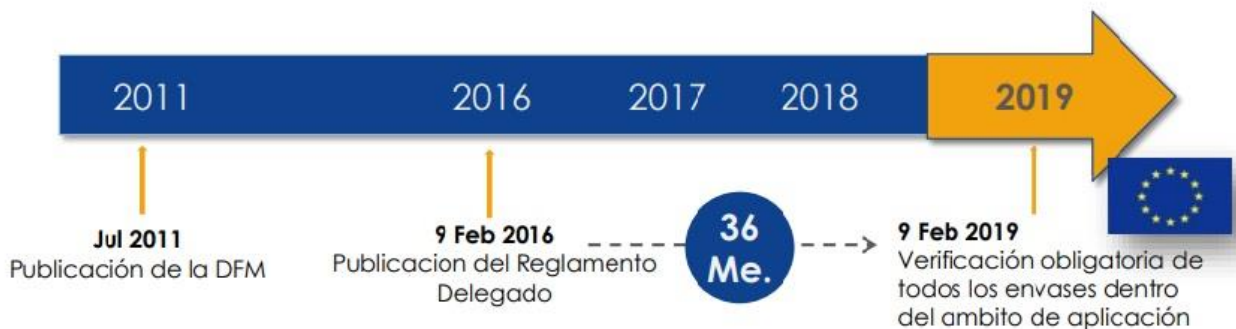 2011
2016
2017
2018
2019
Jul 2011
Publicación de la DFM
9 Feb 2016
Publicacion del Reglamento
Delegado
36
Me.
9 Feb 2019
Verificación obligatoria de
todos los envases dentro
del ambito de aplicación